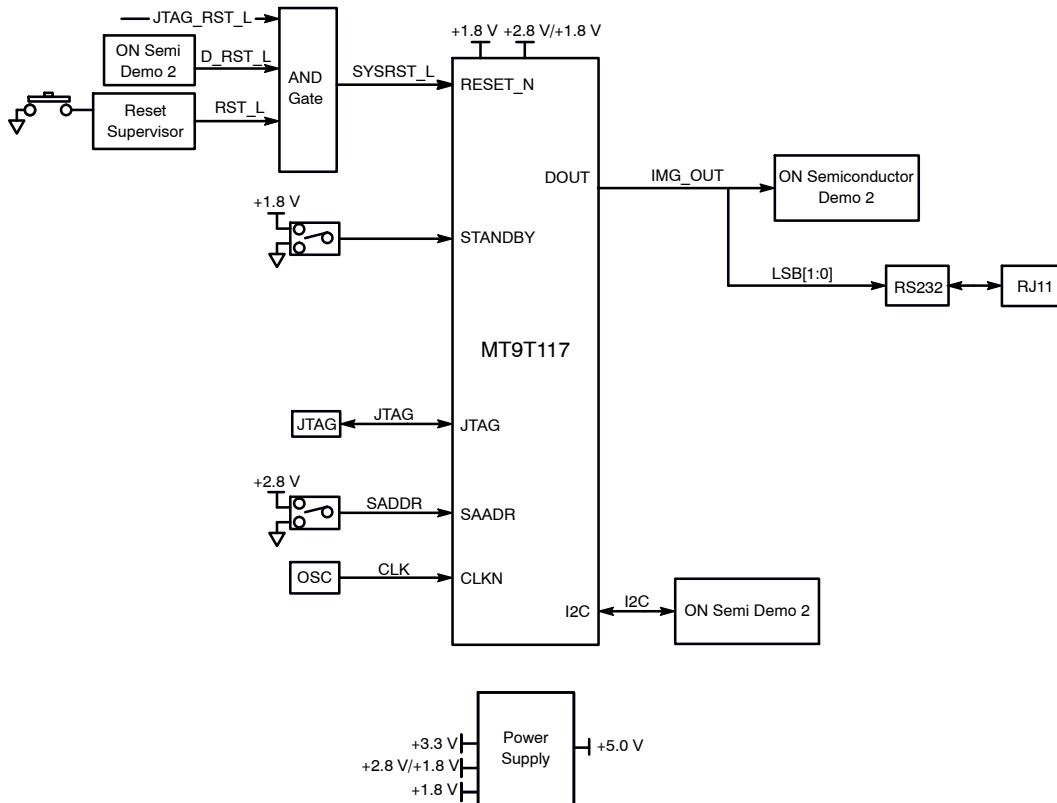 JTAG_RST_L
ON Semi
Demo 2
D_RST_L
Reset
Supervisor
RST_L
AND
Gate
SYSRST_L
+1.8 V
+2.8 V/+1.8 V
RESET_N
DOUT
IMG_OUT
ON Semiconductor
Demo 2
+1.8 V
STANDBY
LSB[1:0]
RS232
RJ11
MT9T117
JTAG
JTAG
JTAG
+2.8 V
SADDR
SAADR
OSC
CLK
CLKN
I2C
I2C
ON Semi Demo 2
Power
Supply
+3.3 V
+2.8 V/+1.8 V
+1.8 V
+5.0 V